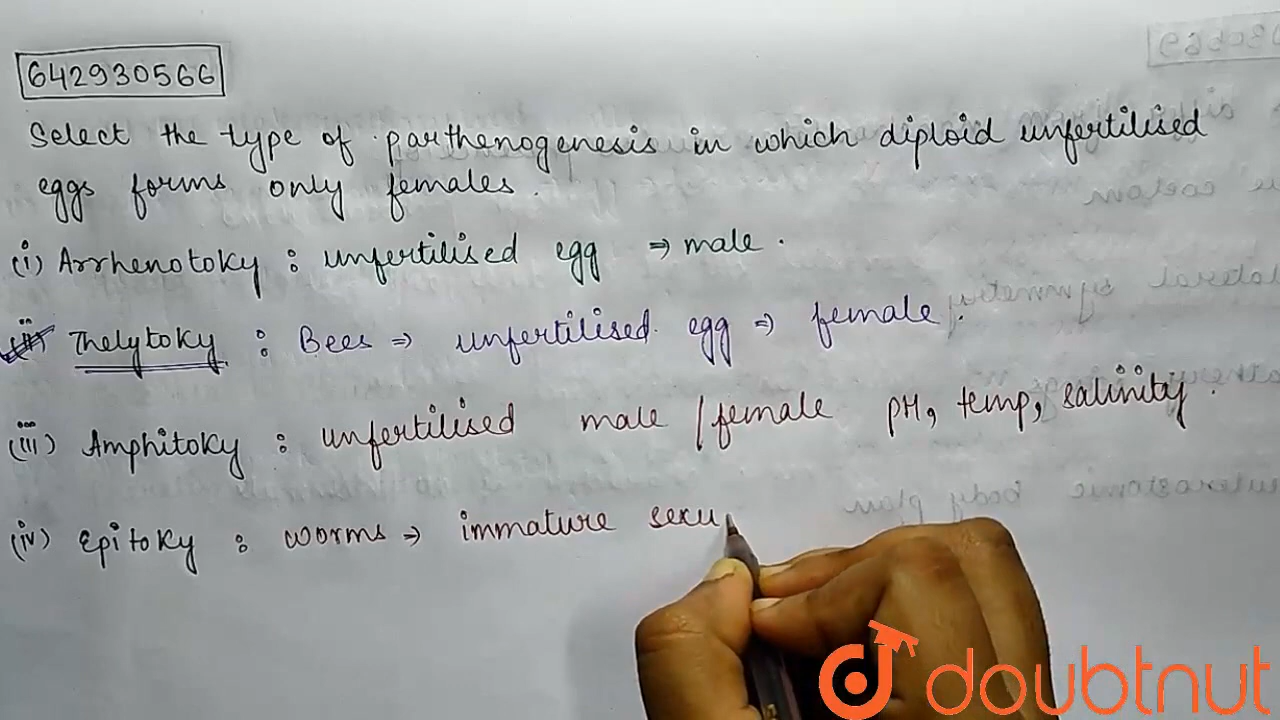 642930566
Select the type of parthenogenesis in which diploid unfertilised
eggs forms only females.
(i) Arrhenotoky : unfertilised egg ⇒ male.
(ii) Thelytoky : Bees ⇒ unfertilised egg ⇒ female.
(iii) Amphitoky : unfertilised male / female pH, temp, salinity.
(iv) Epitoky : worms ⇒ immature sexu
doubtnut